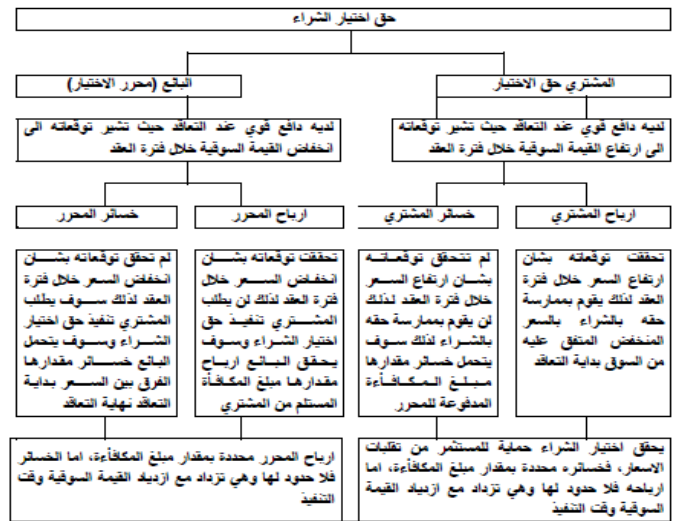 حق اختيار الشراء
المشتري حق الاختيار
البائع (محرر الاختيار)
لديه دافع قوي عند التعاقد حيث تشير توقعاته
الى ارتفاع القيمة السوقية خلال فترة العقد
لديه دافع قوي عند التعاقد حيث تشير توقعاته الى
انخفاض القيمة السوقية خلال فترة العقد
ارباح المشتري
خسائر المشتري
ارباح المحرر
خسائر المحرر
تحققت توقعاته بشان
ارتفاع السعر خلال فترة
العقد لذلك يقوم بممارسة
حقه بالشراء بالسعر
المنخفض المتفق عليه
من السوق بداية التعاقد
لم تتحقق توقعاته
بشان ارتفاع السعر
خلال فترة العقد لذلك
لن يقوم بممارسة حقه
بالشراء لذلك سوف
يتحمل خسائر مقدارها
مبلغ المكافأءة
المدفوعة للمحرر
تحققت توقعاته بشان
انخفاض السعر خلال
فترة العقد لذلك لن يطلب
المشتري تنفيذ حق
اختيار الشراء وسوف
يحقق البائع ارباح
مقدارها مبلغ المكافأة
المستلم من المشتري
لم تحقق توقعاته بشان
انخفاض السعر خلال فترة
العقد لذلك سوف يطلب
المشتري تنفيذ حق اختيار
الشراء وسوف يتحمل
البائع خسائر مقدارها
الفرق بين السعر بداية
التعاقد نهاية التعاقد
يحقق اختيار الشراء حماية للمستثمر من تقلبات
الاسعار، فخسائره محددة بمقدار مبلغ المكافأءة، اما
ارباحه فلا حدود لها وهي تزداد مع ازدياد القيمة
السوقية وقت التنفيذ
ارباح المحرر محددة بمقدار مبلغ المكافأءة، اما الخسائر
فلا حدود لها وهي تزداد مع ازدياد القيمة السوقية وقت
التنفيذ